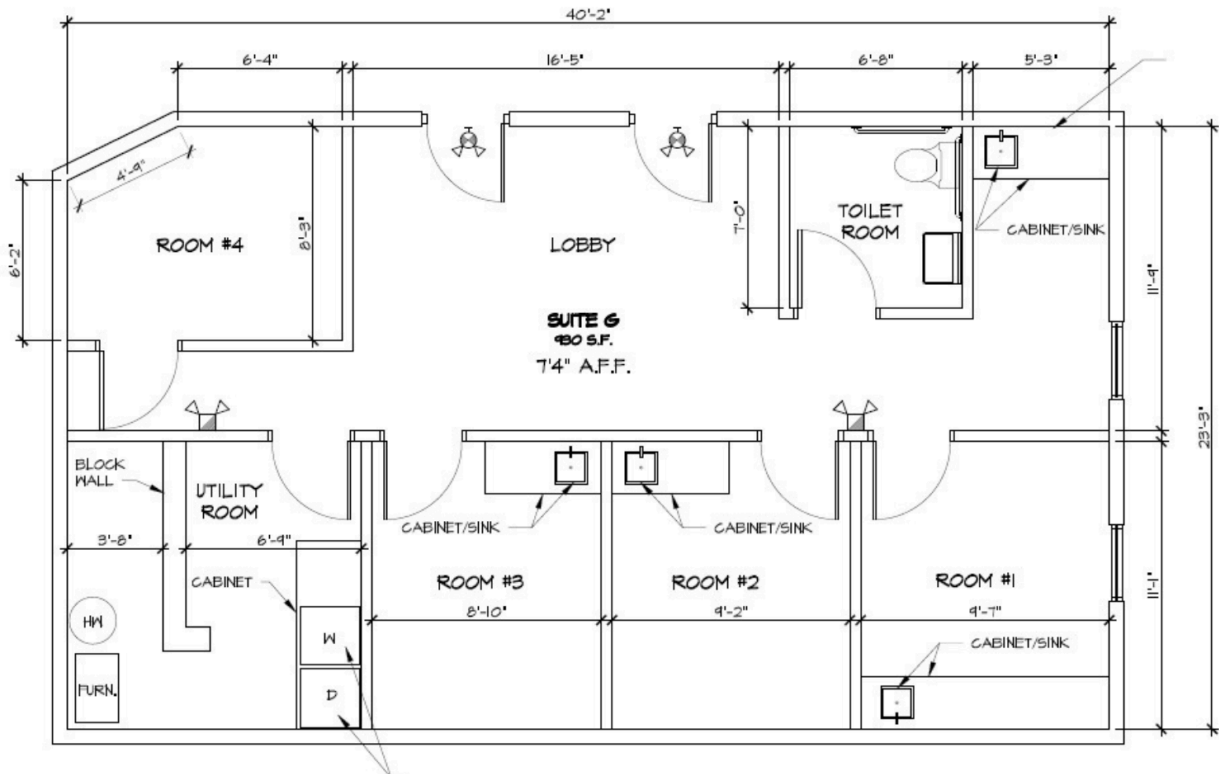 40'-2"
6'-4"
16'-5"
6'-8"
5'-3"
4'-9"
6'-2"
8'-3"
ROOM #4
LOBBY
7'-0"
TOILET
ROOM
CABINET/SINK
11'-9"
SUITE G
930 S.F.
7'4" A.F.F.
23'-3"
BLOCK
WALL
UTILITY
ROOM
CABINET/SINK
CABINET/SINK
3'-8"
6'-9"
CABINET
ROOM #3
ROOM #2
ROOM #1
8'-10"
9'-2"
9'-7"
11'-1"
HW
W
CABINET/SINK
FURN.
D